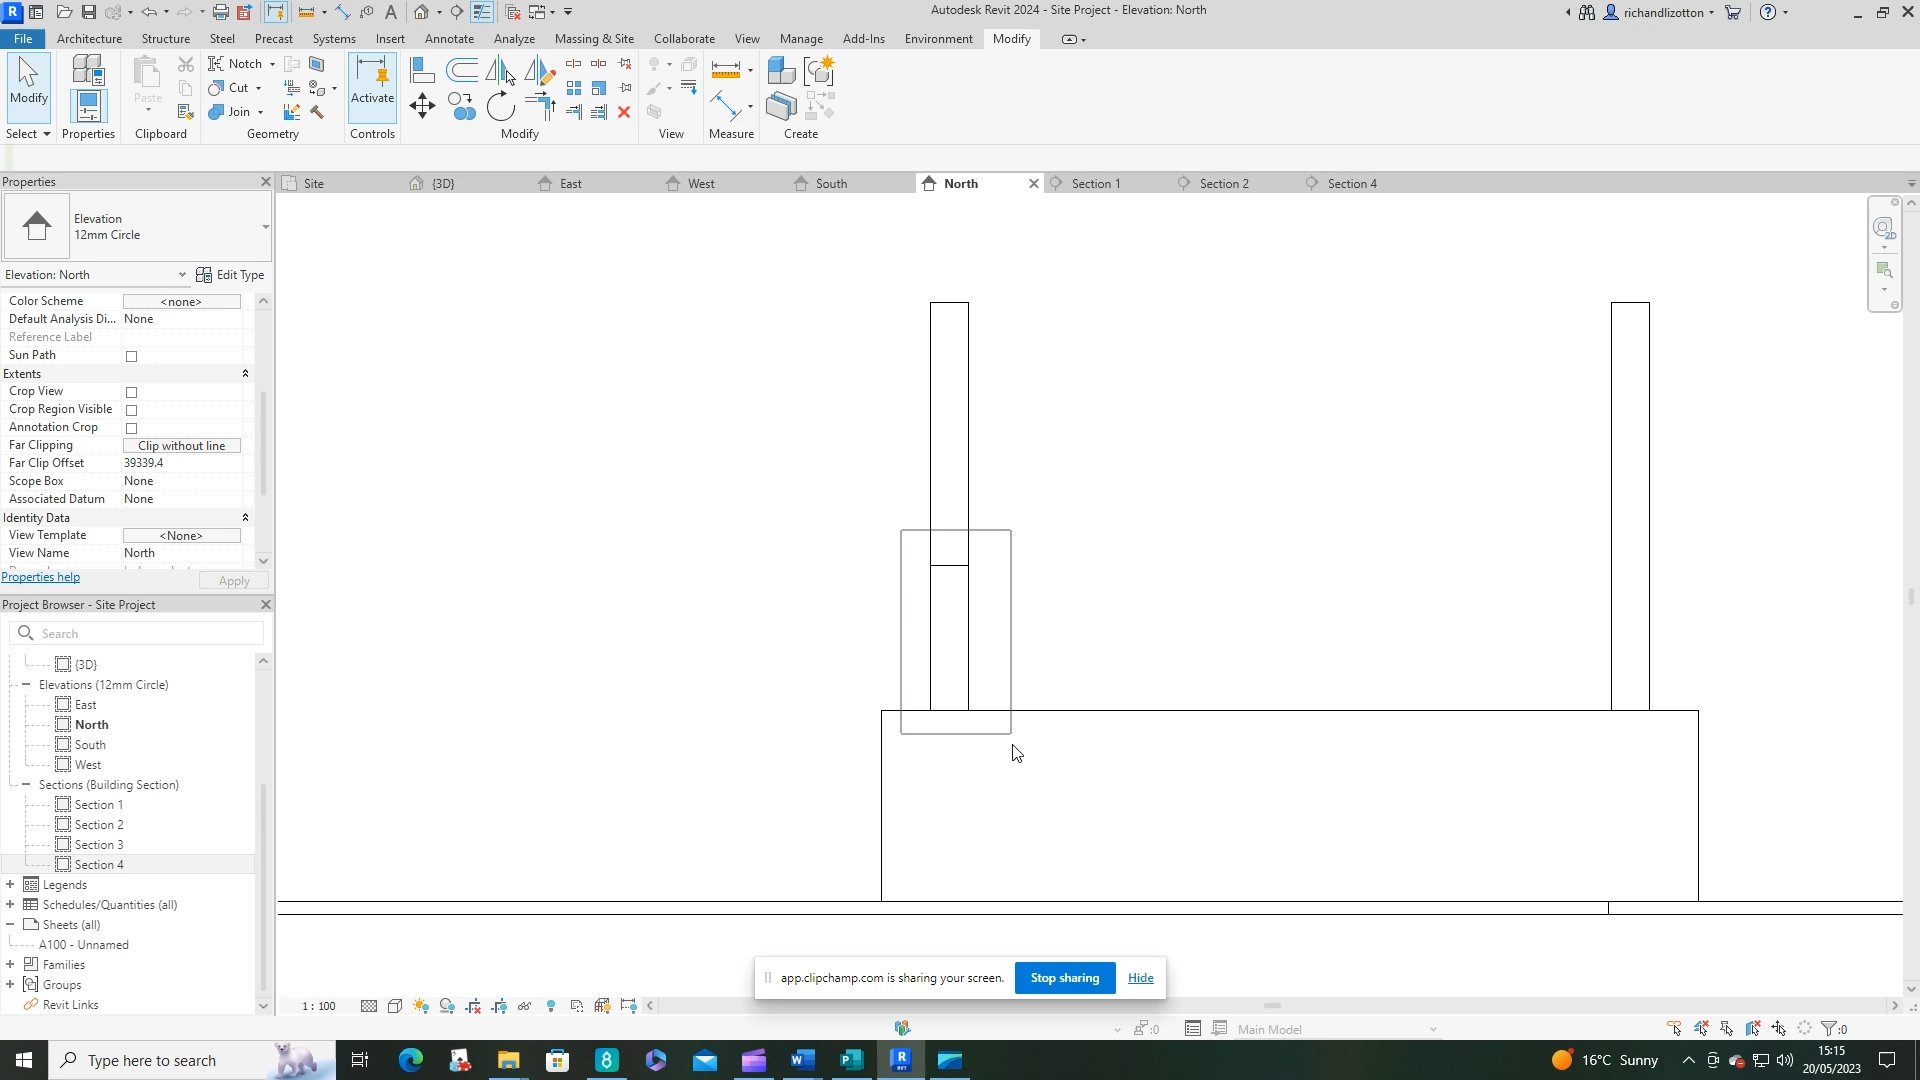 Autodesk Revit 2024 - Site Project - Elevation: North
richandlizotton
File
Architecture
Structure
Steel
Precast
Systems
Insert
Annotate
Analyze
Massing & Site
Collaborate
View
Manage
Add-Ins
Environment
Modify
Modify
Paste
Notch
Cut
Join
Activate
Select
Properties
Clipboard
Geometry
Controls
Modify
View
Measure
Create
Properties
Site
{3D}
East
West
South
North
Section 1
Section 2
Section 4
Elevation
12mm Circle
Elevation: North
Edit Type
Color Scheme
<none>
Default Analysis Di...
None
Reference Label
Sun Path
Extents
Crop View
Crop Region Visible
Annotation Crop
Far Clipping
Clip without line
Far Clip Offset
39339.4
Scope Box
None
Associated Datum
None
Identity Data
View Template
<None>
View Name
North
Properties help
Apply
Project Browser - Site Project
Search
{3D}
Elevations (12mm Circle)
East
North
South
West
Sections (Building Section)
Section 1
Section 2
Section 3
Section 4
Legends
Schedules/Quantities (all)
Sheets (all)
A100 - Unnamed
Families
Groups
Revit Links
2D
app.clipchamp.com is sharing your screen.
Stop sharing
Hide
1 : 100
:0
Main Model
:0
Type here to search
16°C Sunny
15:15
20/05/2023